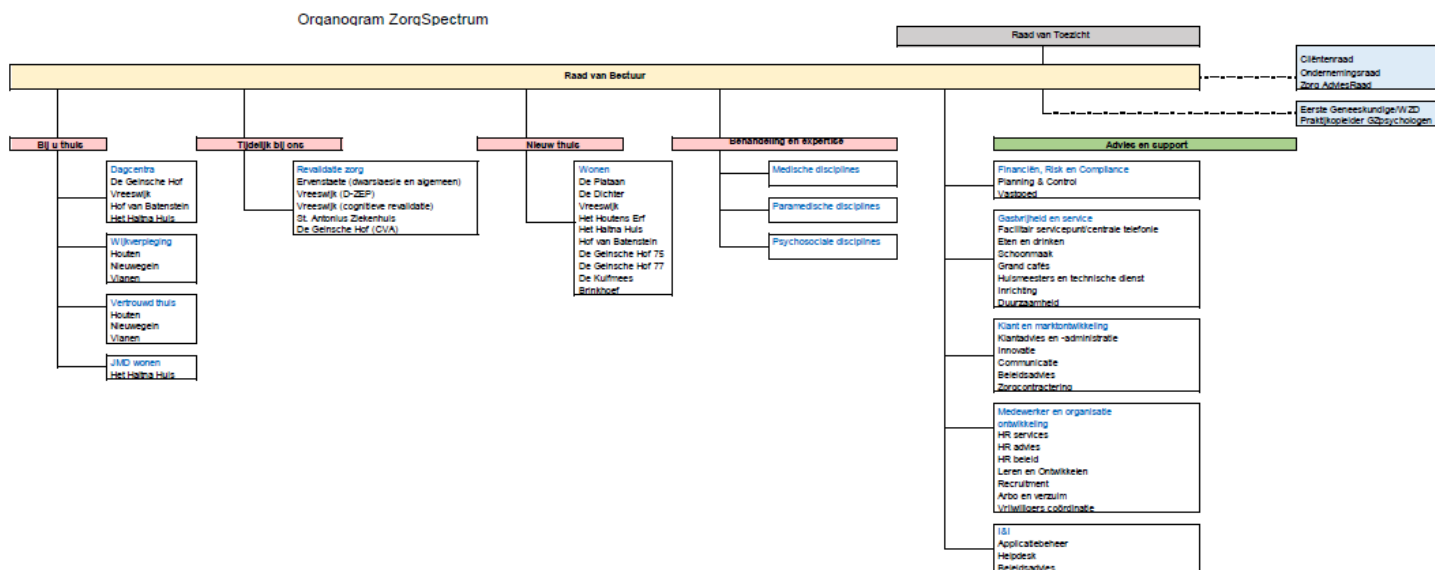 Organogram ZorgSpectrum
Raad van Toezicht
Raad van Bestuur
Cliëntenraad
Ondernemingsraad
Zorg AdviesRaad
Eerste Geneeskundige/WZD
Praktijkopleider GZpsychologen
Bij u thuis
Dagcentra
De Geinsche Hof
Vreeswijk
Hof van Batenstein
Het Haltna Huis
Wijkverpleging
Houten
Nieuwegein
Vianen
Vertrouwd thuis
Houten
Nieuwegein
Vianen
JMD wonen
Het Haltna Huis
Tijdelijk bij ons
Revalidatie zorg
Ervenstaete (dwarslaesie en algemeen)
Vreeswijk (D-ZEP)
Vreeswijk (cognitieve revalidatie)
St. Antonius Ziekenhuis
De Geinsche Hof (CVA)
Nieuw thuis
Wonen
De Plataan
De Dichter
Vreeswijk
Het Houtens Erf
Het Haltna Huis
Hof van Batenstein
De Geinsche Hof 75
De Geinsche Hof 77
De Kuifmees
Brinkhoef
Behandeling en expertise
Medische disciplines
Paramedische disciplines
Psychosociale disciplines
Advies en support
Financiën, Risk en Compliance
Planning & Control
Vastgoed
Gastvrijheid en service
Facilitair servicepunt/centrale telefonie
Eten en drinken
Schoonmaak
Grand cafés
Huismeesters en technische dienst
Inrichting
Duurzaamheid
Klant en marktontwikkeling
Klantadvies en -administratie
Innovatie
Communicatie
Beleidsadvies
Zorgcontractering
Medewerker en organisatie
ontwikkeling
HR services
HR advies
HR beleid
Leren en Ontwikkelen
Recruitment
Arbo en verzuim
Vrijwilligers coördinatie
I&I
Applicatiebeheer
Helpdesk
Beleidsadvies